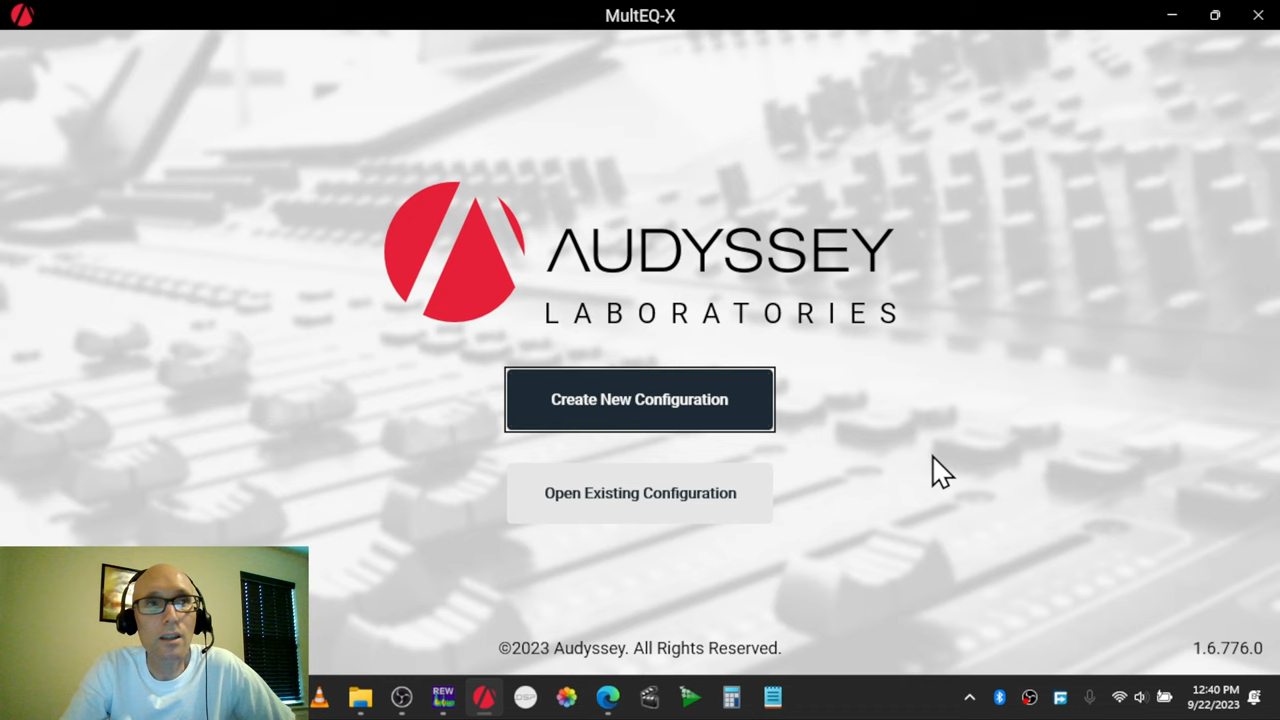 MultEQ-X
AUDYSSEY
LABORATORIES
Create New Configuration
Open Existing Configuration
©2023 Audyssey. All Rights Reserved.
1.6.776.0
REW
OSP
12:40 PM
9/22/2023